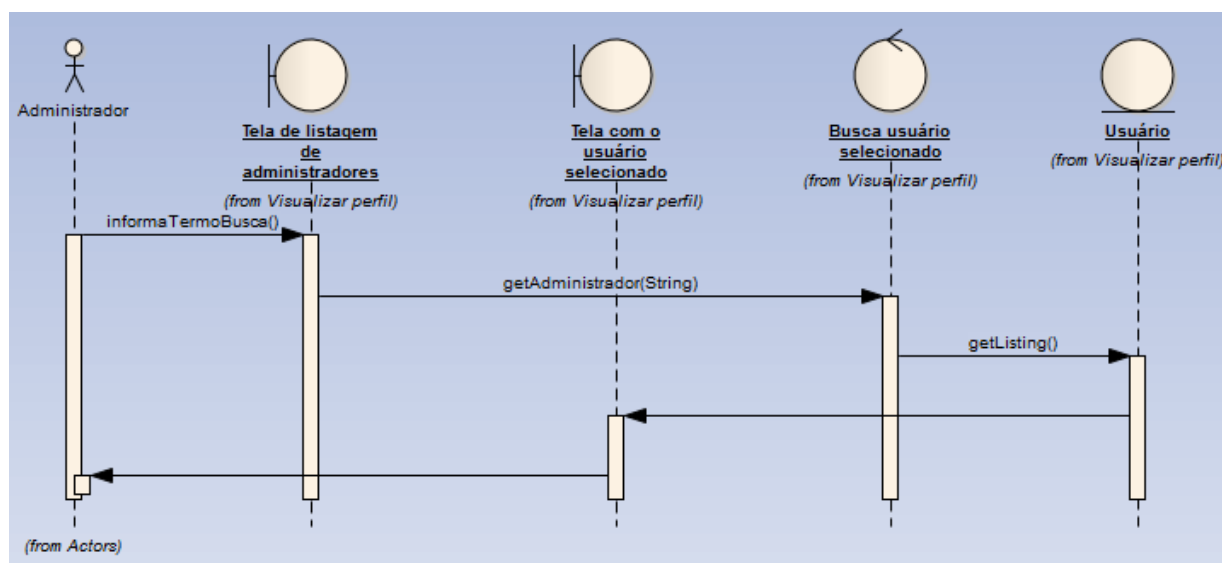 Administrador
Tela de listagem
de
administradores
(from Visualizar perfil)
Tela com o
usuário
selecionado
(from Visualizar perfil)
Busca usuário
selecionado
(from Visualizar perfil)
Usuário
(from Visualizar perfil)
informaTermoBusca()
getAdministrador(String)
getListing()
(from Actors)